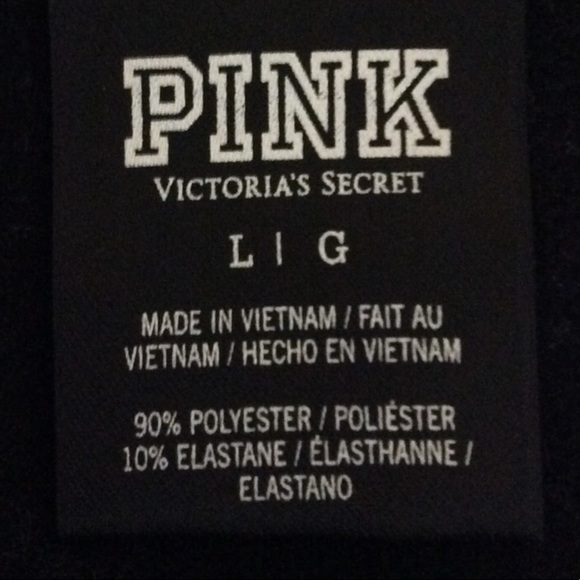 PINK
VICTORIA'S SECRET
L | G
MADE IN VIETNAM / FAIT AU
VIETNAM / HECHO EN VIETNAM
90% POLYESTER / POLIÉSTER
10% ELASTANE / ÉLASTHANNE /
ELASTANO